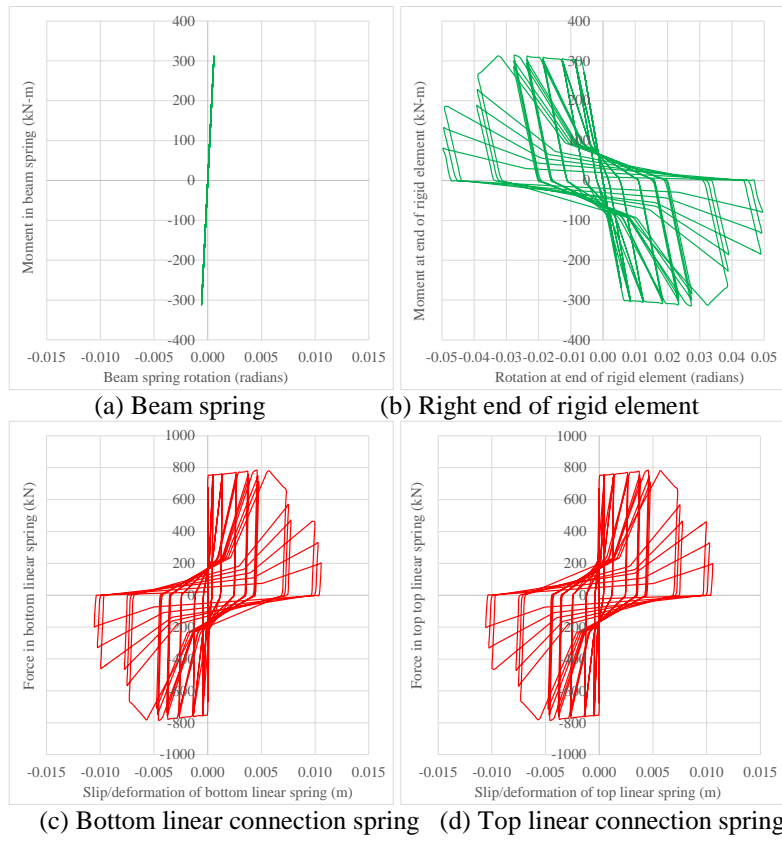 400
300
200
100
0
-100
-200
-300
-400
-0.015 -0.010 -0.005 0.000 0.005 0.010 0.015
Moment in beam spring (kN-m)
Beam spring rotation (radians)
(a) Beam spring
400
300
200
100
0
-100
-200
-300
-400
-0.05 -0.04 -0.03 -0.02 -0.01 0.00 0.01 0.02 0.03 0.04 0.05
Moment at end of rigid element (kN-m)
Rotation at end of rigid element (radians)
(b) Right end of rigid element
1000
800
600
400
200
0
-200
-400
-600
-800
-1000
-0.015 -0.010 -0.005 0.000 0.005 0.010 0.015
Force in bottom linear spring (kN)
Slip/deformation of bottom linear spring (m)
(c) Bottom linear connection spring
1000
800
600
400
200
0
-200
-400
-600
-800
-1000
-0.015 -0.010 -0.005 0.000 0.005 0.010 0.015
Force in top top linear spring (kN)
Slip/deformation of top linear spring (m)
(d) Top linear connection spring